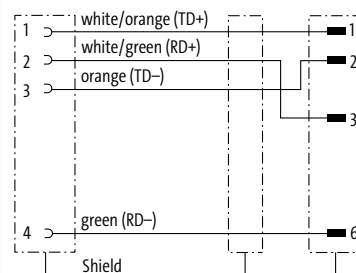 1 white/orange (TD+) 1
2 white/green (RD+) 2
3 orange (TD–)
3
4 green (RD–) 6
Shield